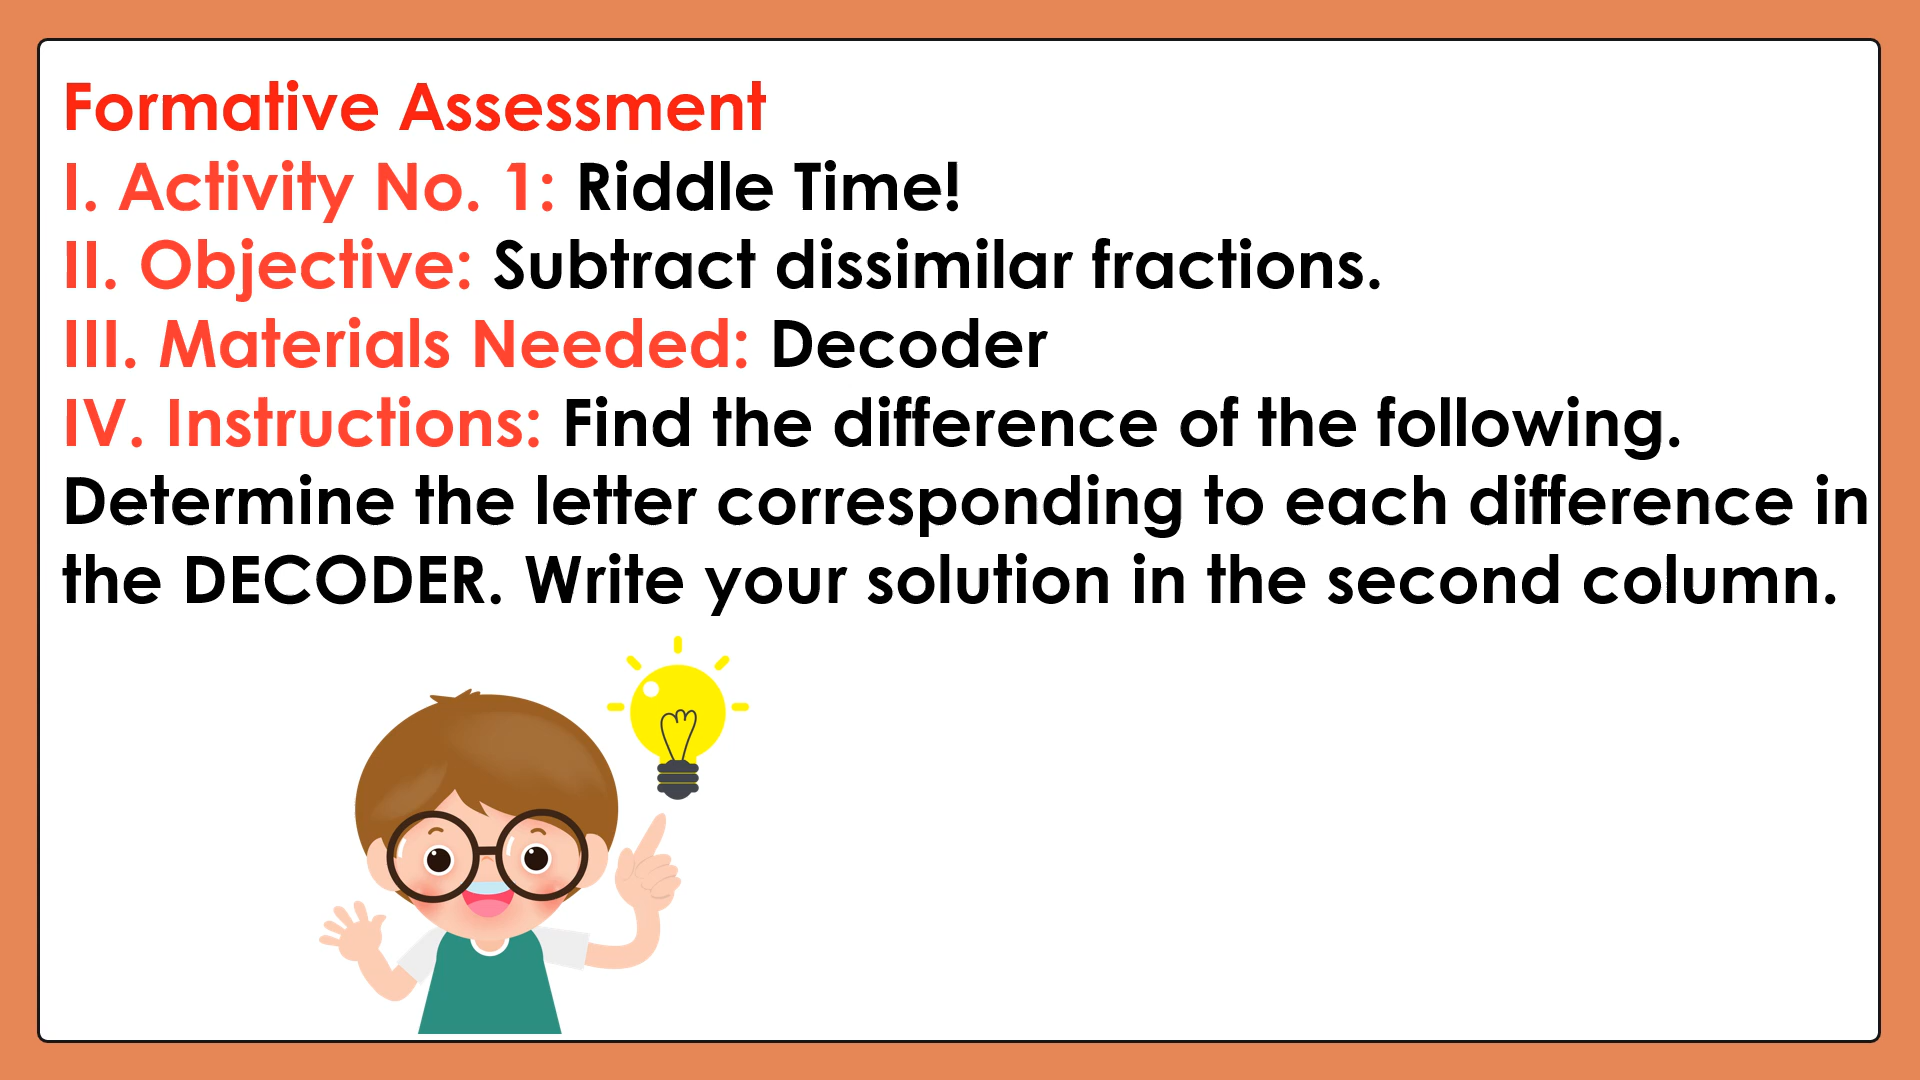 Formative Assessment
I. Activity No. 1: Riddle Time!
II. Objective: Subtract dissimilar fractions.
III. Materials Needed: Decoder
IV. Instructions: Find the difference of the following.
Determine the letter corresponding to each difference in
the DECODER. Write your solution in the second column.